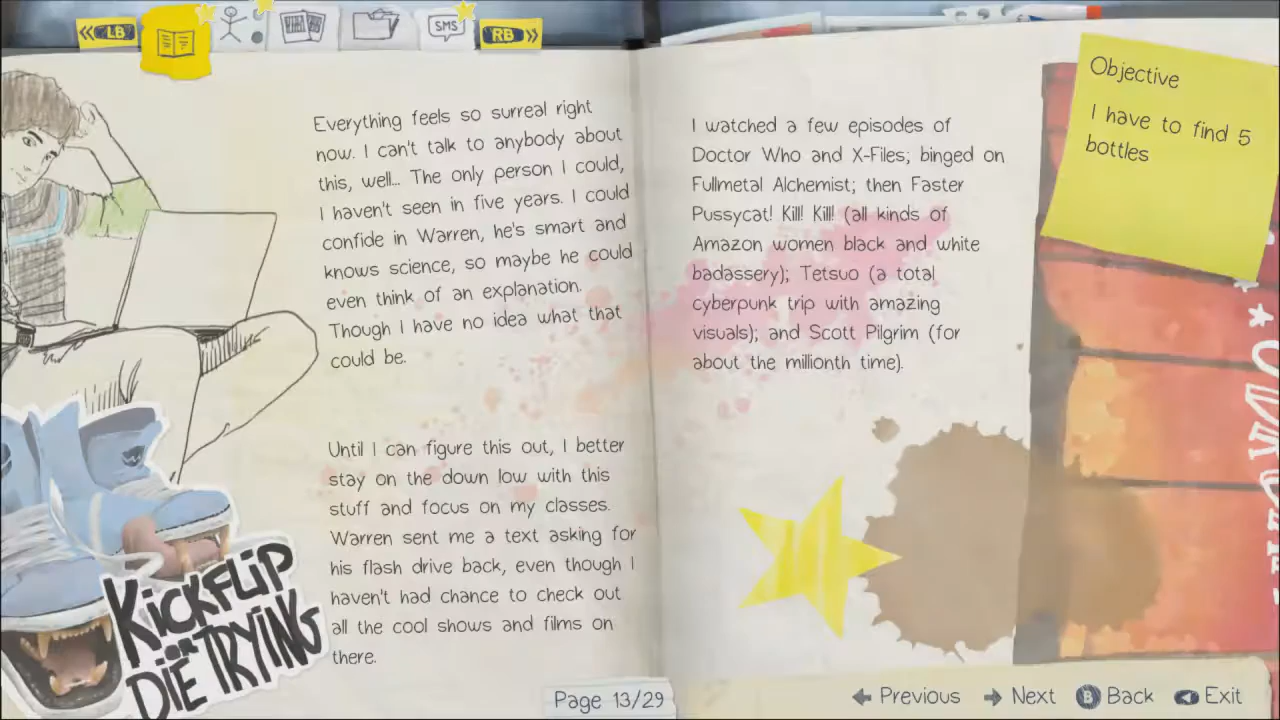 LB
SMS
RB
Everything feels so surreal right
now. I can't talk to anybody about
this, well... The only person I could,
I haven't seen in five years. I could
confide in Warren, he's smart and
knows science, so maybe he could
even think of an explanation.
Though I have no idea what that
could be.
Until I can figure this out, I better
stay on the down low with this
stuff and focus on my classes.
Warren sent me a text asking for
his flash drive back, even though I
haven't had chance to check out
all the cool shows and films on
there.
KICKFLIP
OR
DIE TRYING
I watched a few episodes of
Doctor Who and X-Files; binged on
Fullmetal Alchemist; then Faster
Pussycat! Kill! Kill! (all kinds of
Amazon women black and white
badassery); Tetsuo (a total
cyberpunk trip with amazing
visuals); and Scott Pilgrim (for
about the millionth time).
Objective
I have to find 5
bottles
Page 13/29
Previous
Next
B Back
Exit